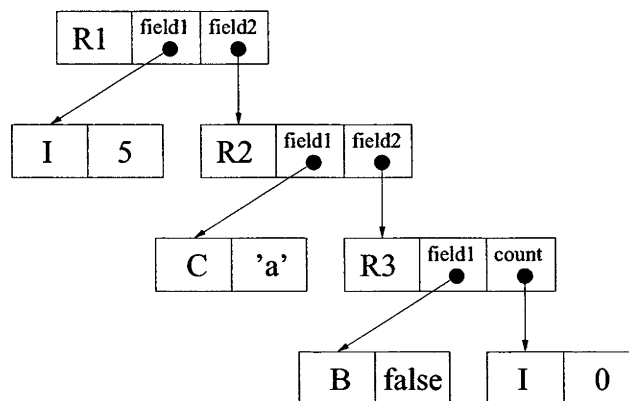 R1 field1 field2
I 5 R2 field1 field2
C 'a' R3 field1 count
B false I 0